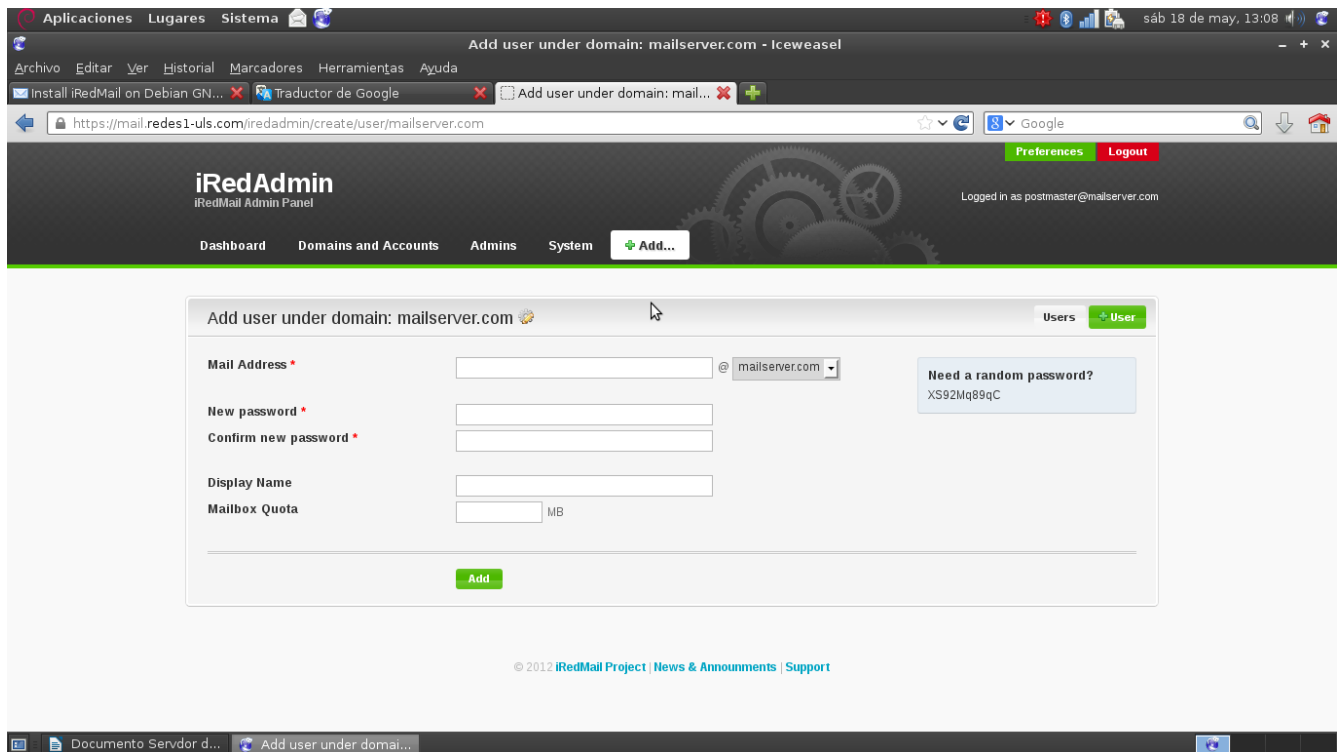 Aplicaciones Lugares Sistema sáb 18 de may, 13:08
Add user under domain: mailserver.com - Iceweasel
Archivo Editar Ver Historial Marcadores Herramientas Ayuda
Install iRedMail on Debian GN... Traductor de Google Add user under domain: mail...
https://mail.redes1-uls.com/iredadmin/create/user/mailserver.com Google
Preferences Logout
iRedAdmin
iRedMail Admin Panel
Logged in as postmaster@mailserver.com
Dashboard Domains and Accounts Admins System Add...
Add user under domain: mailserver.com Users + User
Mail Address * @ mailserver.com
Need a random password?
XS92Mq89qC
New password *
Confirm new password *
Display Name
Mailbox Quota MB
Add
© 2012 iRedMail Project | News & Announments | Support
Documento Servdor d... Add user under domai...